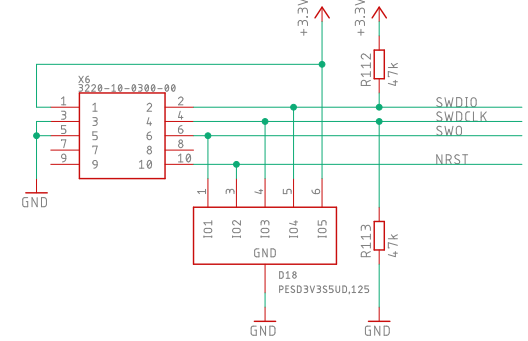 +3.3V
+3.3V
R112
47k
X6
3220-10-0300-00
1 1 2 2
3 3 4 4
5 5 6 6
7 7 8 8
9 9 10 10
SWDIO
SWDCLK
SWO
NRST
GND
1 3 4 5 6
IO1 IO2 IO3 IO4 IO5
GND
R113
47k
D18
PESD3V3S5UD,125
GND
GND